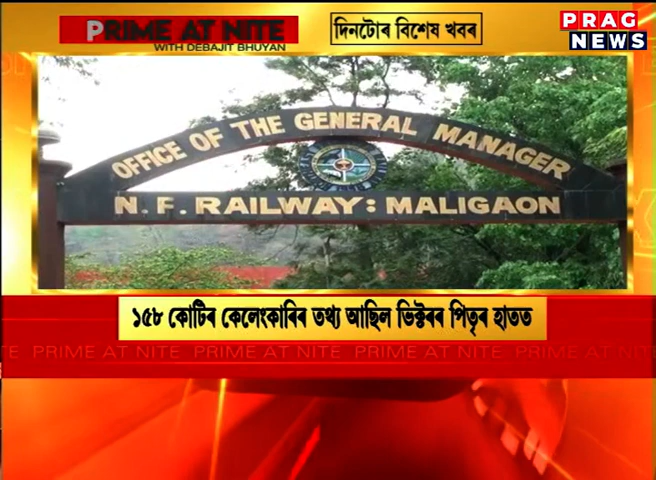 PRIME AT NITE
WITH DEBAJIT BHUYAN
দিনটোৰ বিশেষ খবৰ
PRAG
NEWS
OFFICE OF THE GENERAL MANAGER
N. F. RAILWAY: MALIGAON
১৫৮ কোটিৰ কেলেংকাৰিৰ তথ্য আছিল ভিক্টৰৰ পিতৃৰ হাতত
PRIME AT NITE PRIME AT NITE PRIME AT NITE PRIME AT NITE